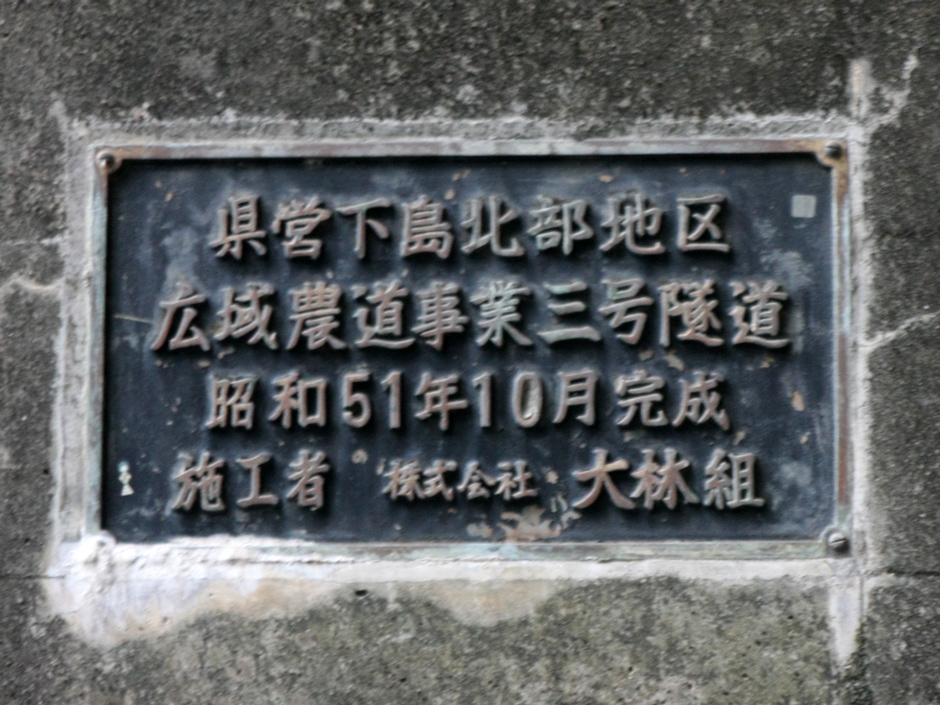 県営下島北部地区
広域農道事業三号隧道
昭和51年10月完成
施工者 株式会社 大林組